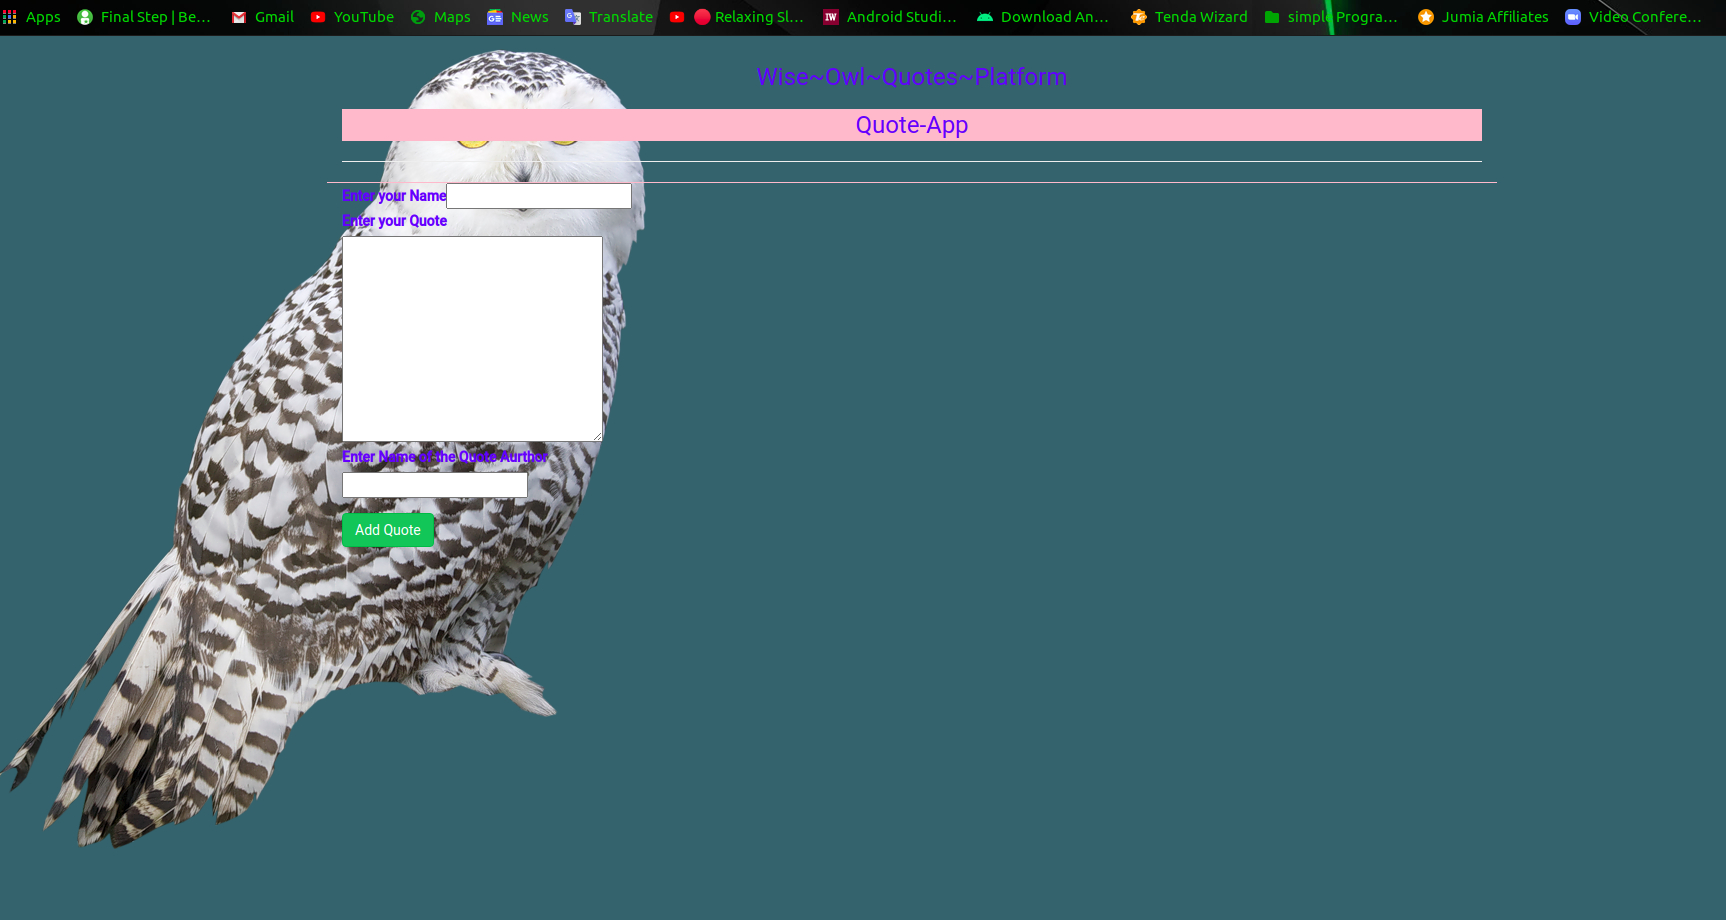 Apps Final Step | Be... Gmail YouTube Maps News Translate Relaxing Sl... Android Studi... Download An... Tenda Wizard simple Progra... Jumia Affiliates Video Confere...
Wise~Owl~Quotes~Platform
Quote-App
Enter your Name
Enter your Quote
Enter Name of the Quote Aurthor
Add Quote